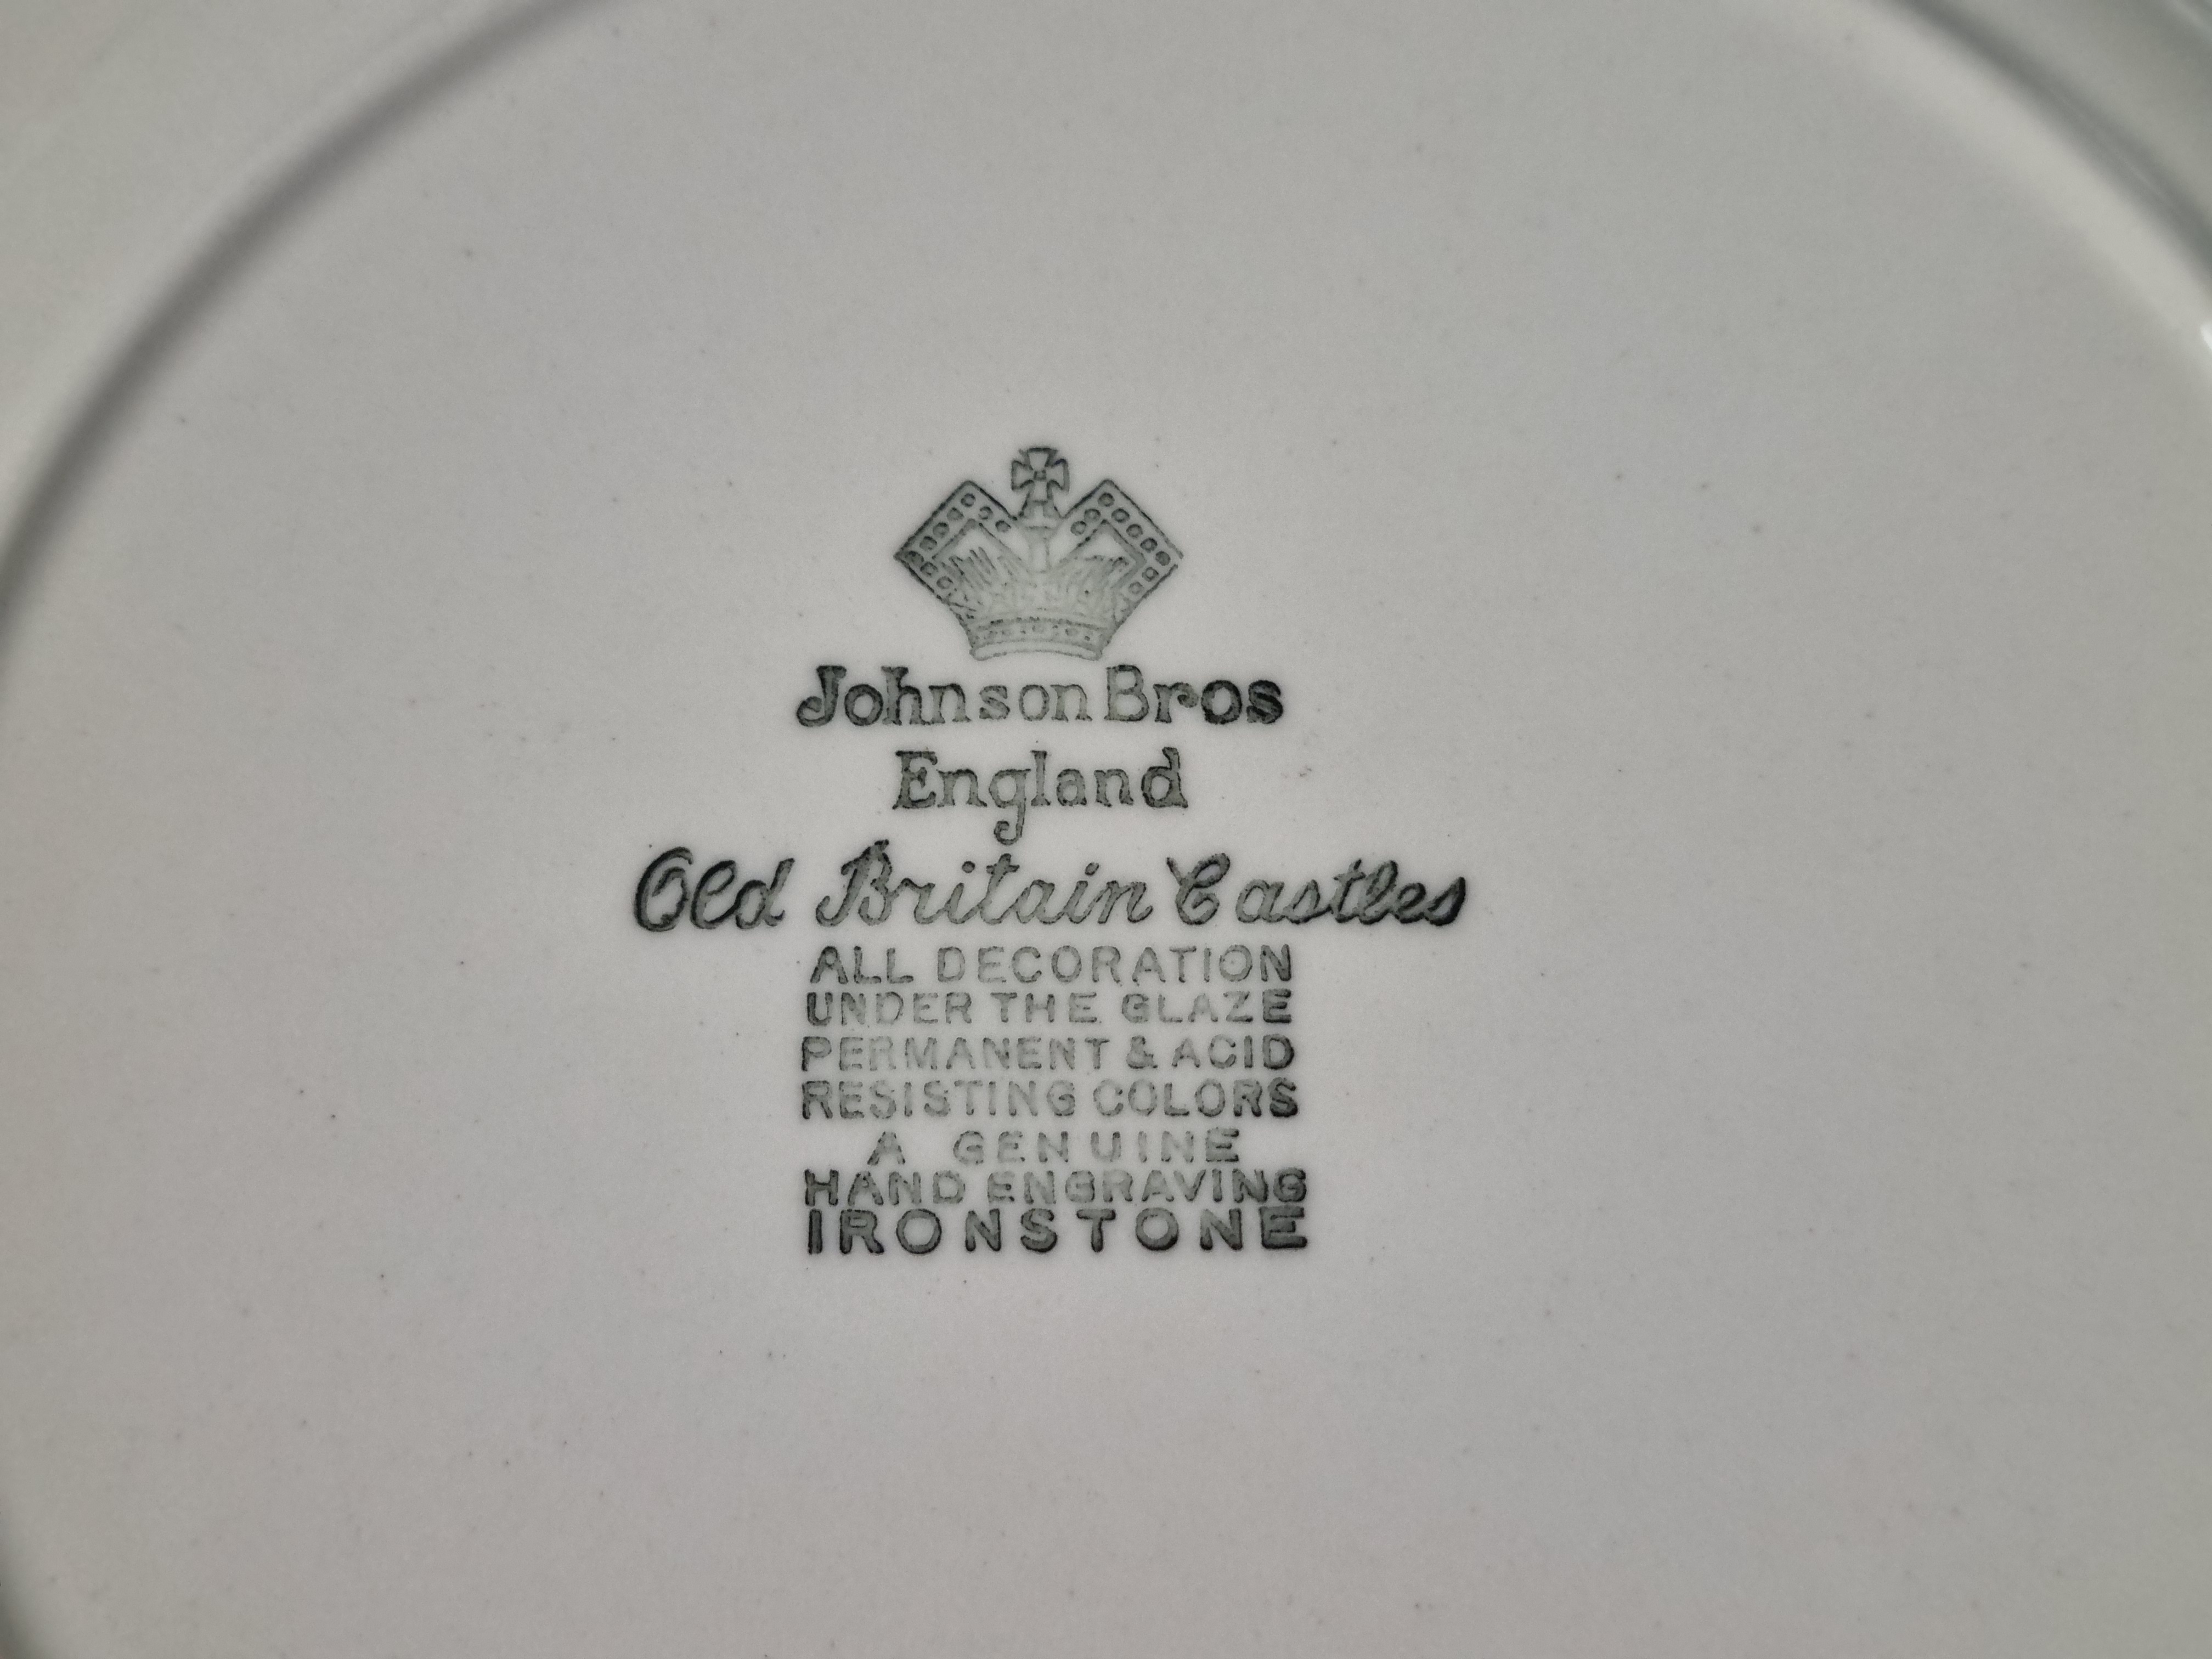 Johnson Bros
England
Old Britain Castles
ALL DECORATION
UNDER THE GLAZE
PERMANENT & ACID
RESISTING COLORS
A GENUINE
HAND ENGRAVING
IRONSTONE